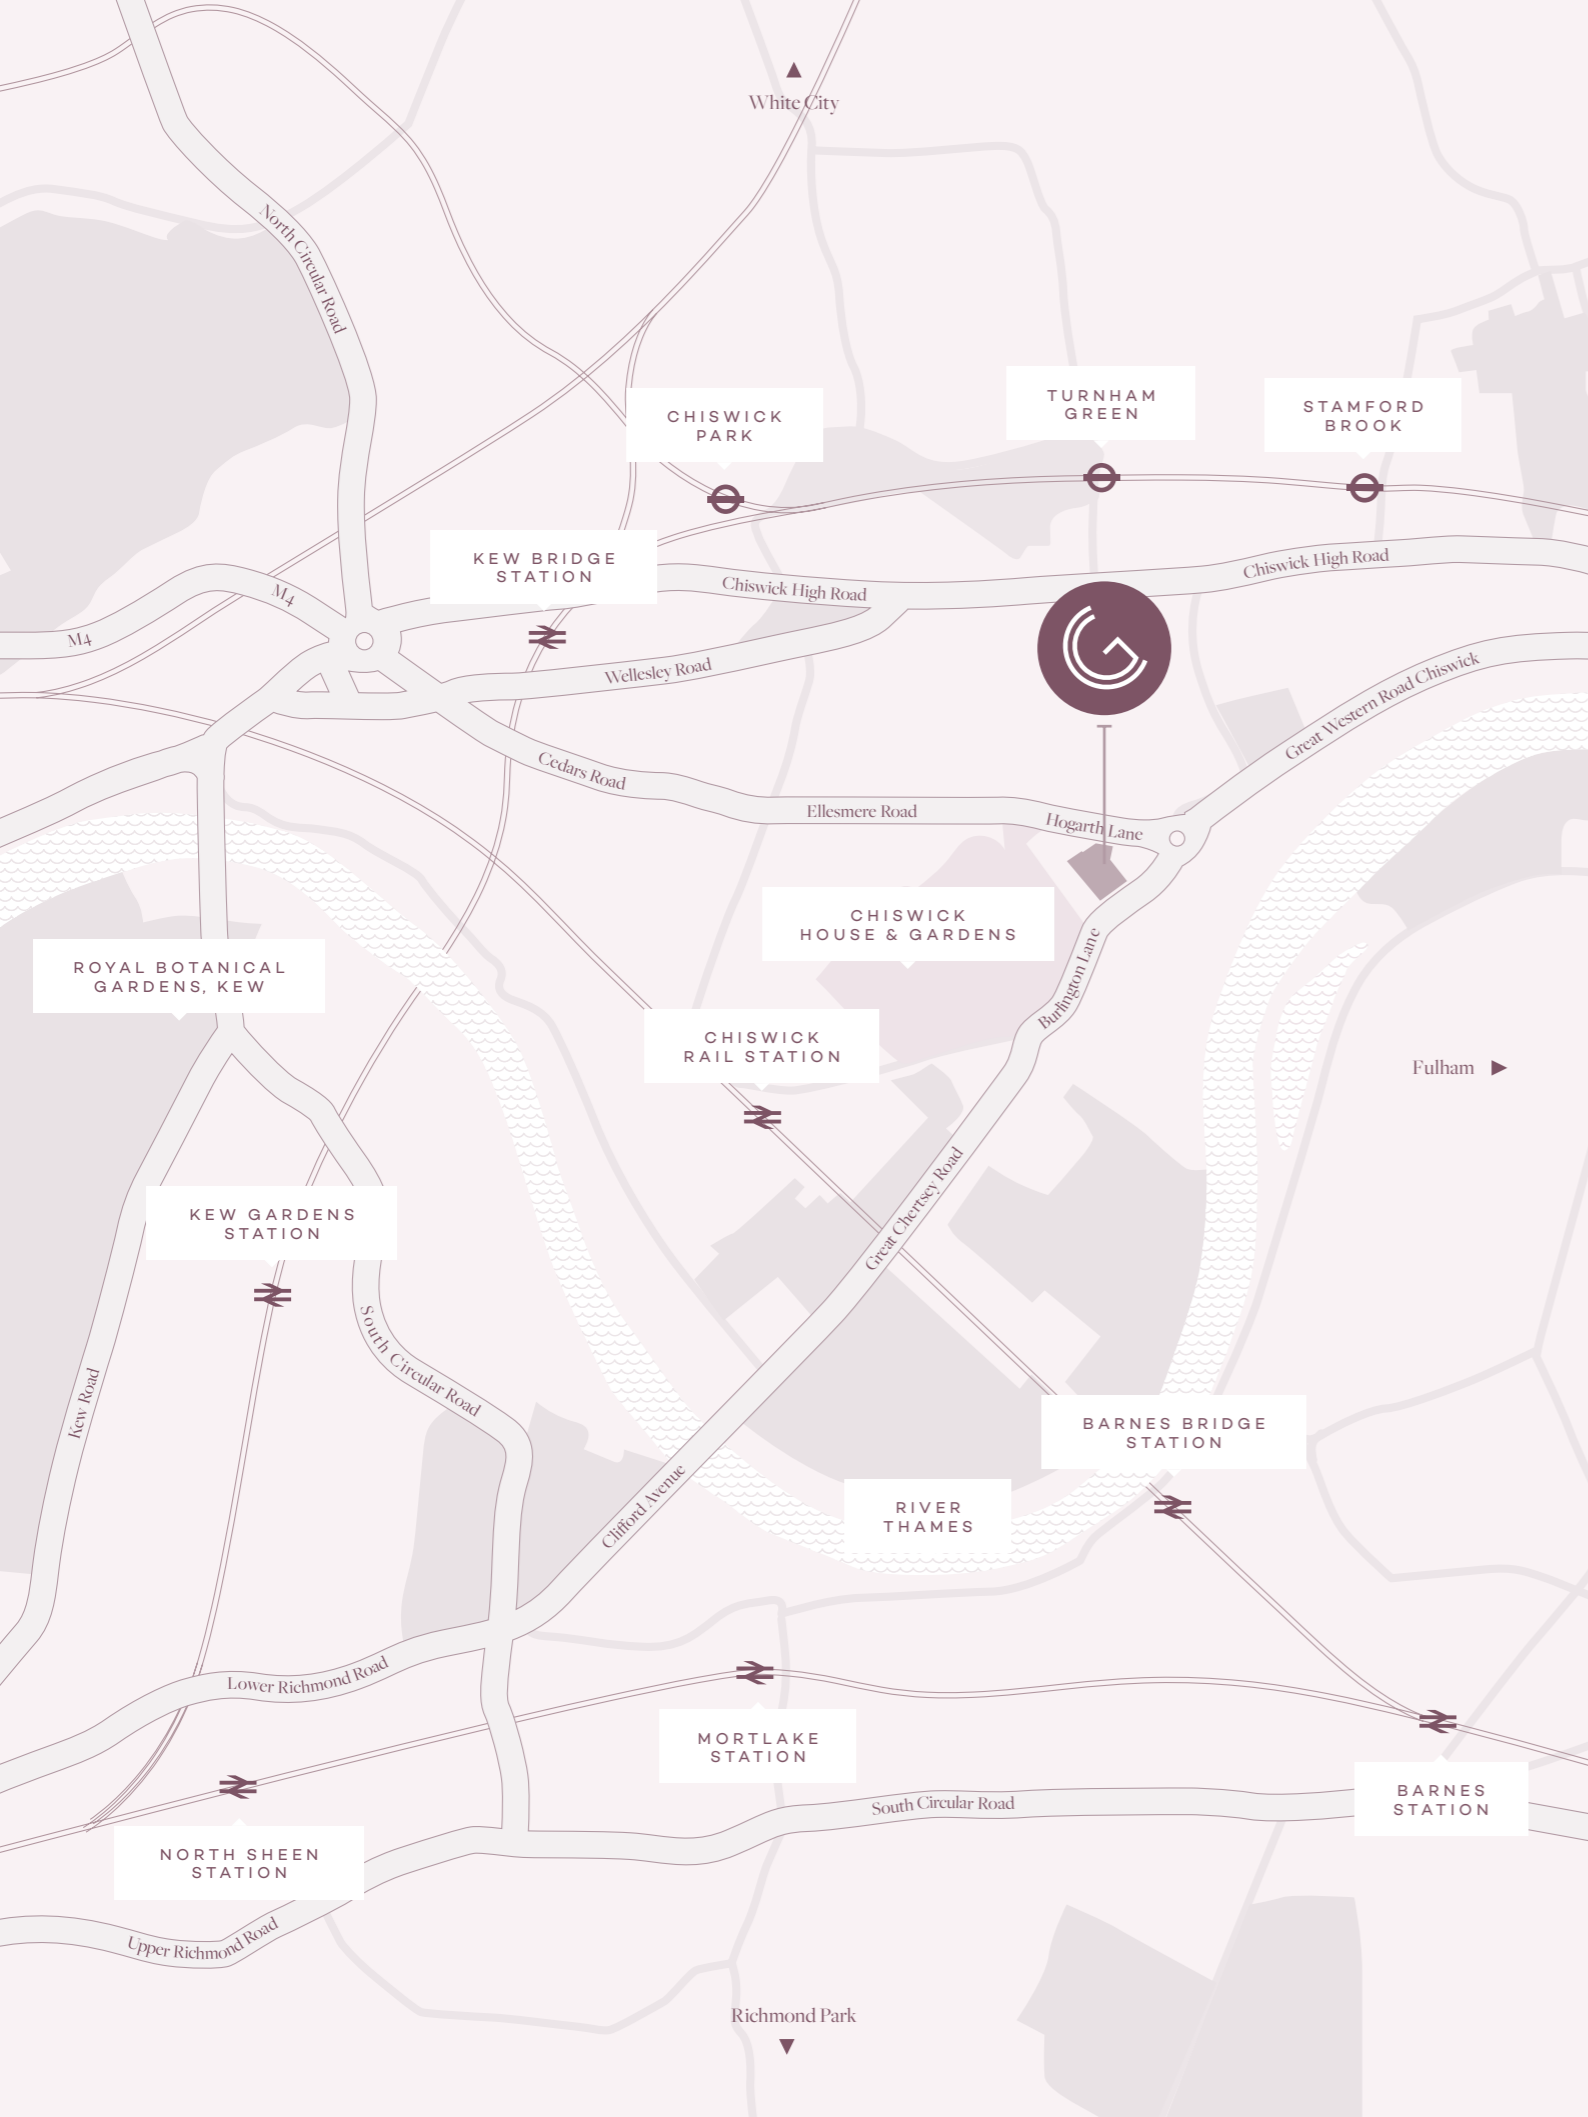 White City
North Circular Road
TURNHAM
GREEN
CHISWICK
PARK
STAMFORD
BROOK
KEW BRIDGE
STATION
Chiswick High Road
Chiswick High Road
M4
M4
Wellesley Road
Great Western Road Chiswick
Cedars Road
Ellesmere Road
Hogarth Lane
CHISWICK
HOUSE & GARDENS
ROYAL BOTANICAL
GARDENS, KEW
Burlington Lane
CHISWICK
RAIL STATION
Fulham
Great Chertsey Road
KEW GARDENS
STATION
South Circular Road
Kew Road
BARNES BRIDGE
STATION
Clifford Avenue
RIVER
THAMES
Lower Richmond Road
MORTLAKE
STATION
South Circular Road
BARNES
STATION
NORTH SHEEN
STATION
Upper Richmond Road
Richmond Park